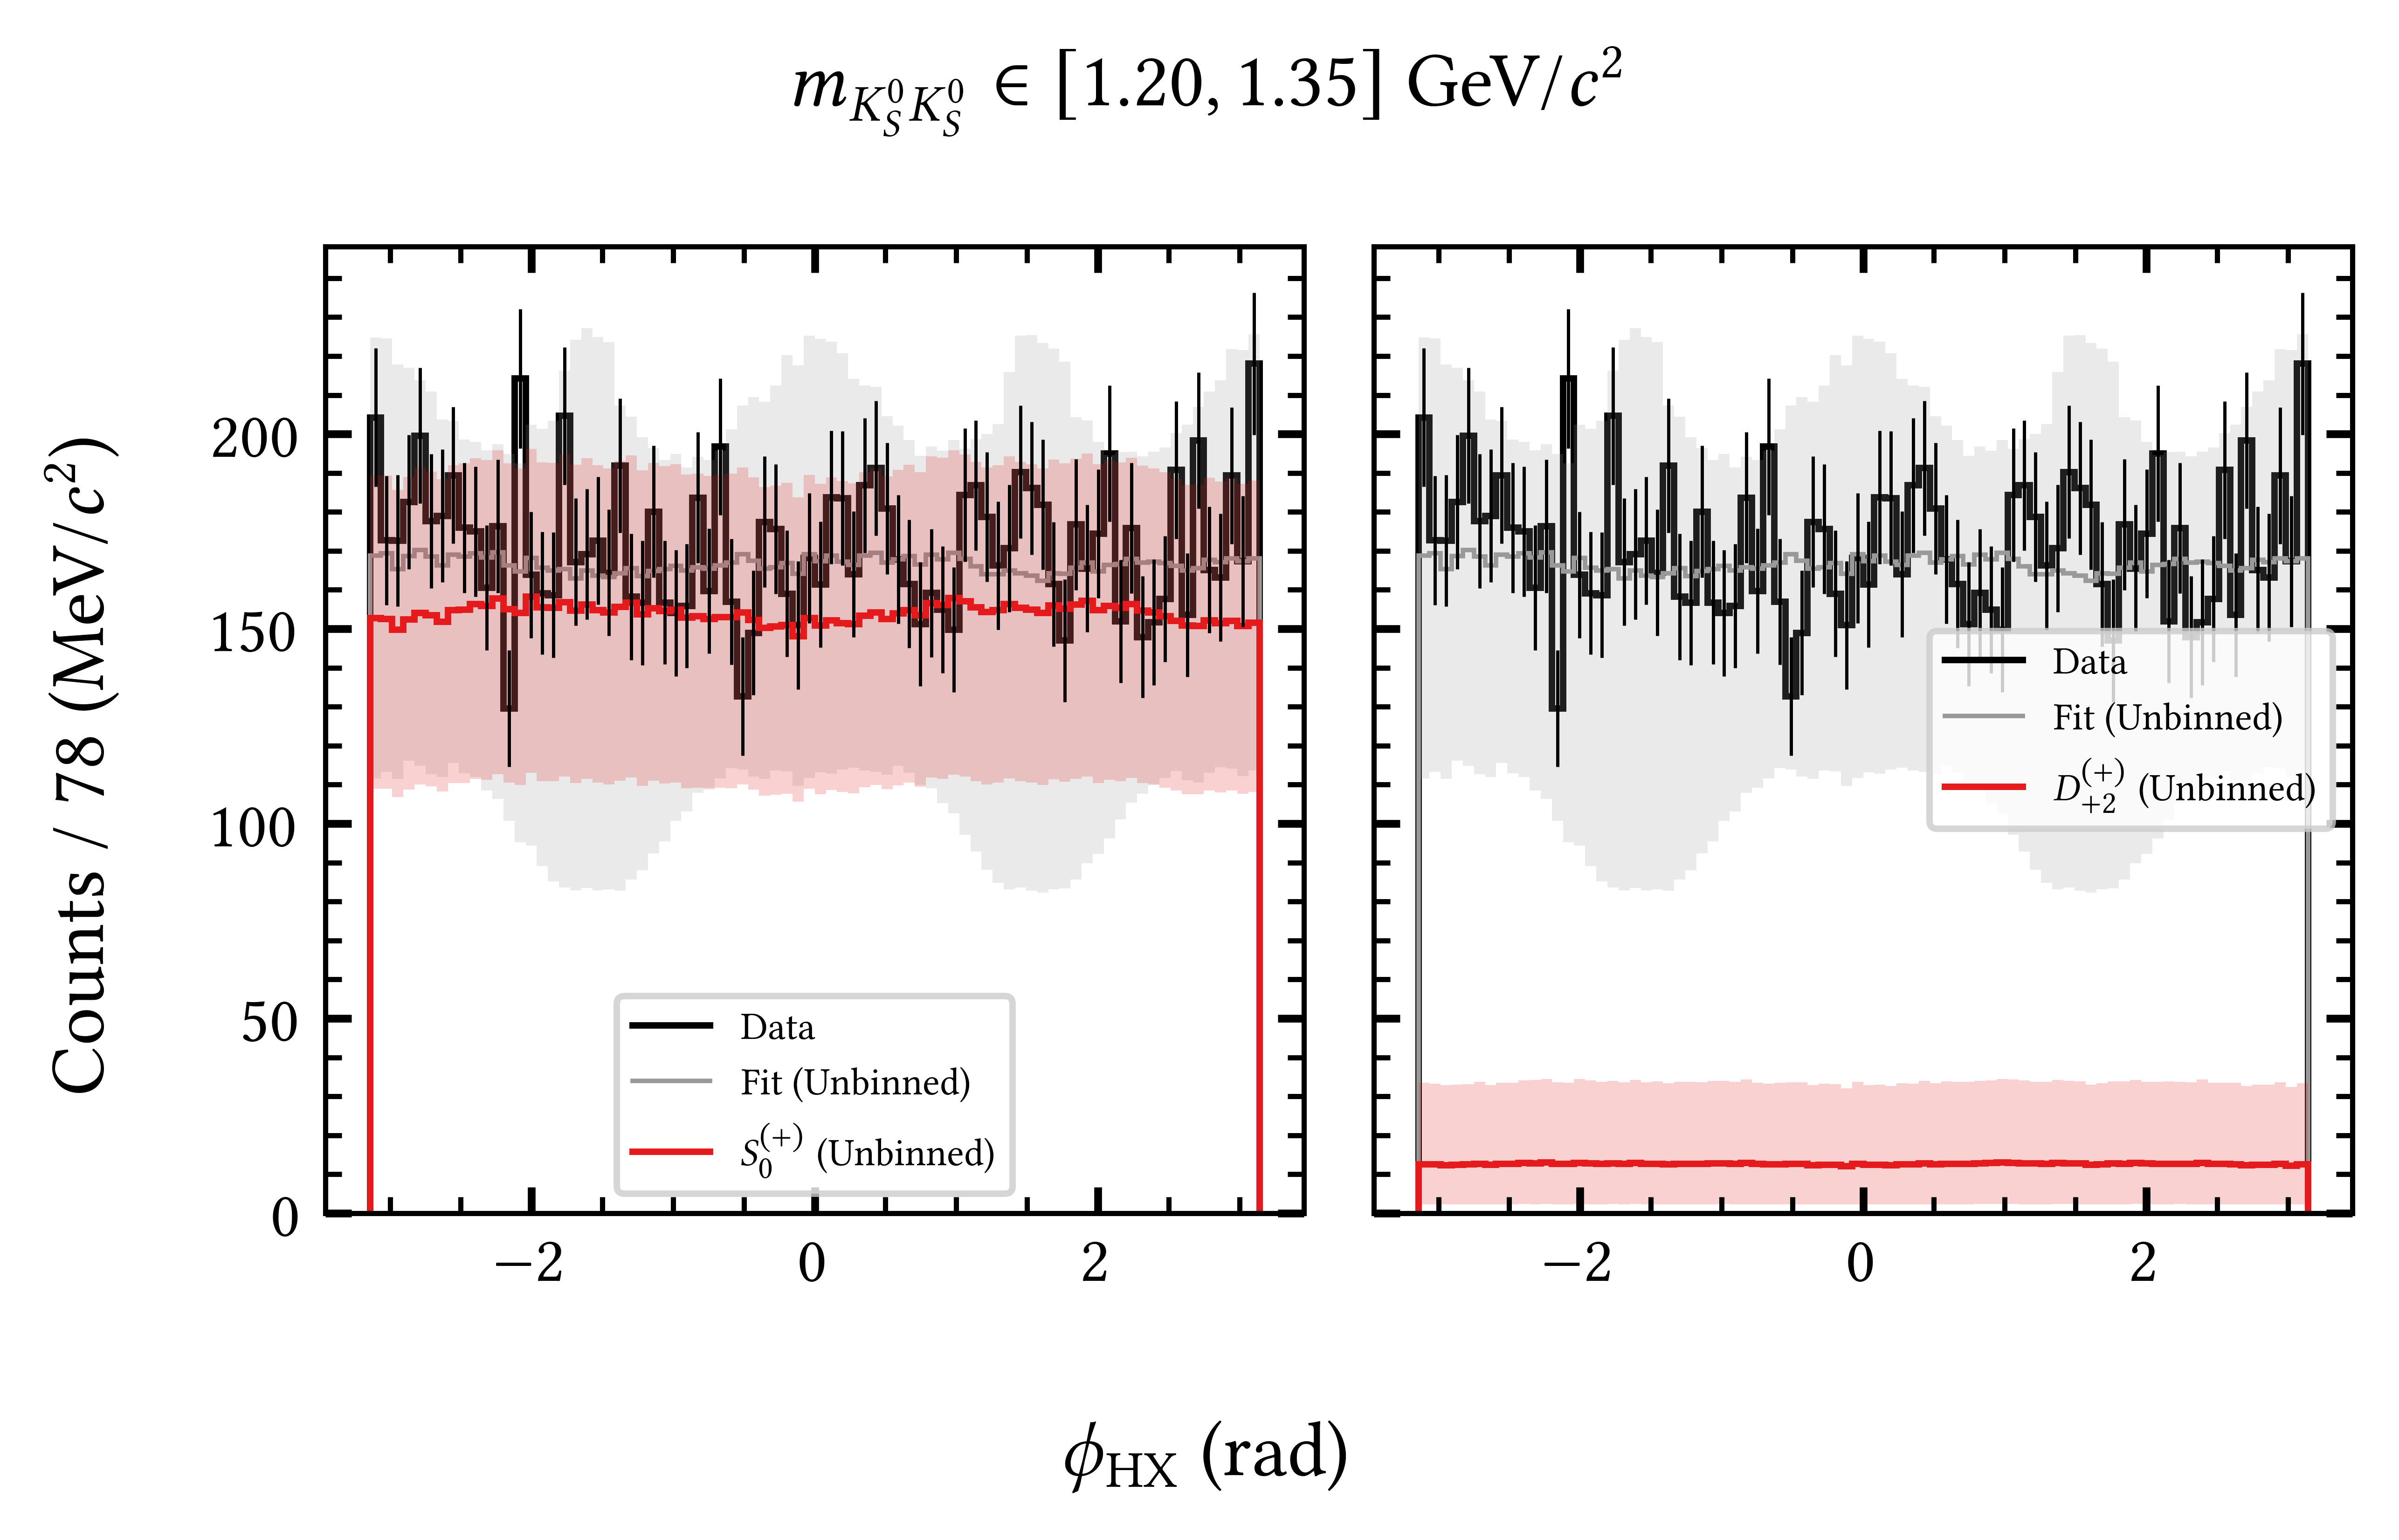 m_{K_S^0 K_S^0} ∈ [1.20, 1.35] GeV/c²
Counts / 78 (MeV/c²)
200
150
100
50
0
Data
Fit (Unbinned)
S_0^{(+)} (Unbinned)
Data
Fit (Unbinned)
D_{+2}^{(+)} (Unbinned)
−2 0 2
−2 0 2
ϕ_{HX} (rad)